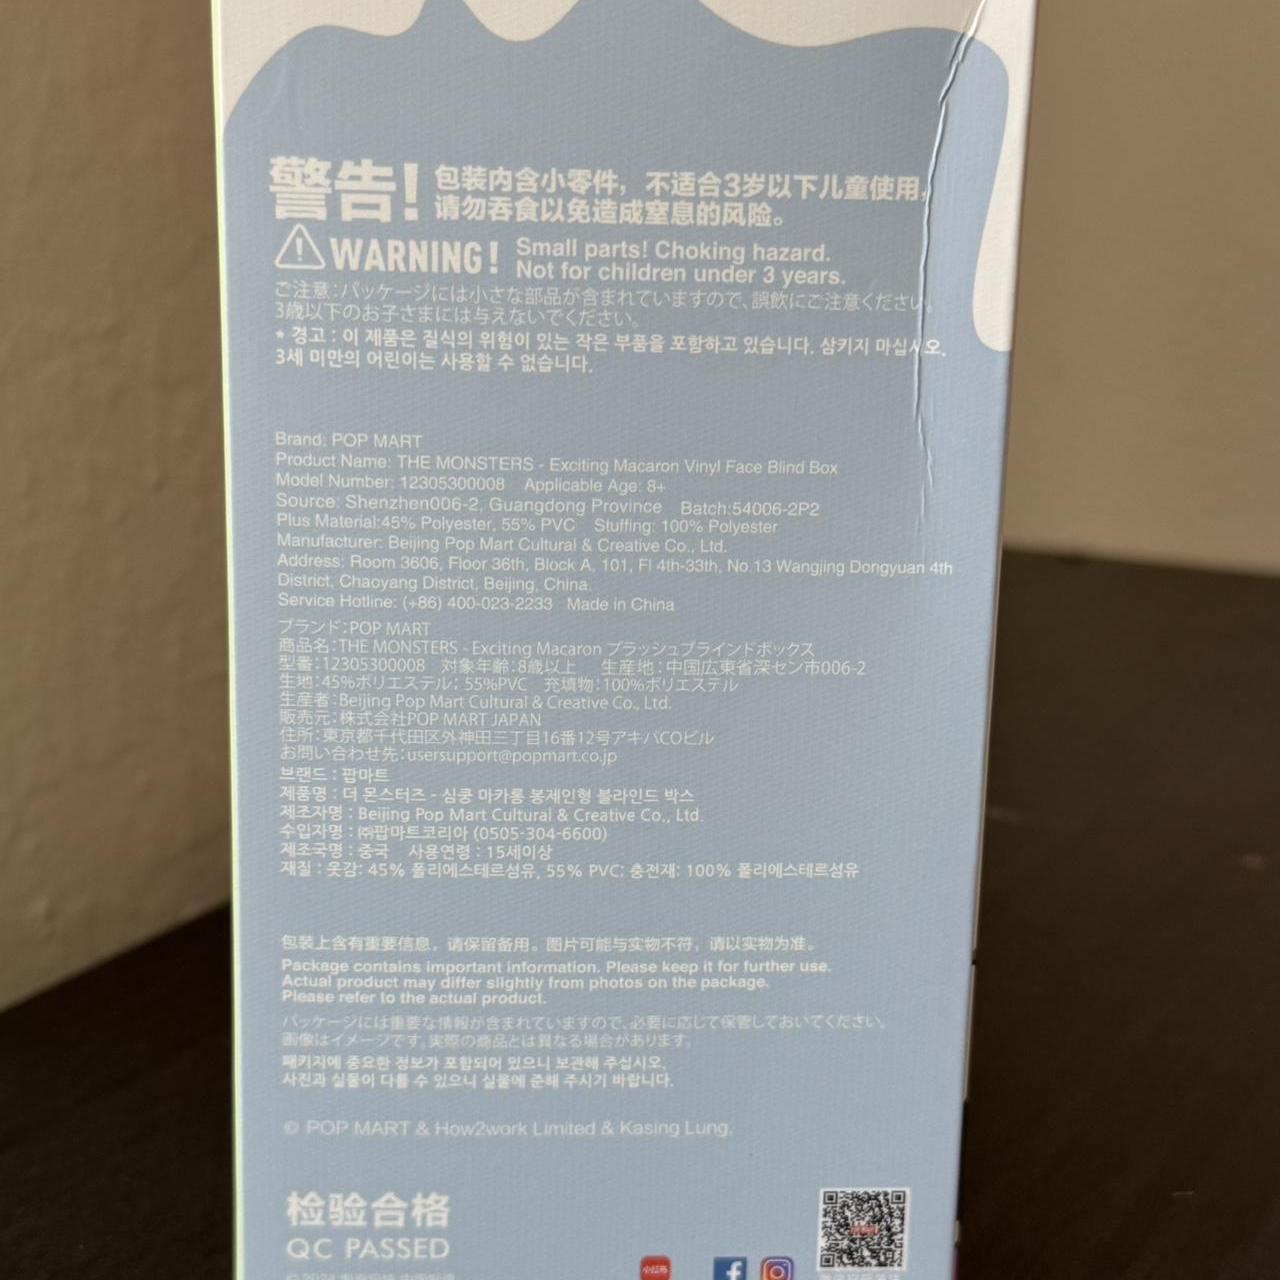 警告! 包装内含小零件，不适合3岁以下儿童使用，
请勿吞食以免造成窒息的风险。
WARNING! Small parts! Choking hazard.
Not for children under 3 years.
ご注意:パッケージには小さな部品が含まれていますので、誤飲にご注意ください。
3歳以下のお子さまには与えないでください。
* 경고 : 이 제품은 질식의 위험이 있는 작은 부품을 포함하고 있습니다. 삼키지 마십시오.
3세 미만의 어린이는 사용할 수 없습니다.
Brand: POP MART
Product Name: THE MONSTERS - Exciting Macaron Vinyl Face Blind Box
Model Number: 12305300008 Applicable Age: 8+
Source: Shenzhen006-2, Guangdong Province Batch:54006-2P2
Plus Material:45% Polyester, 55% PVC Stuffing: 100% Polyester
Manufacturer: Beijing Pop Mart Cultural & Creative Co., Ltd.
Address: Room 3606, Floor 36th, Block A, 101, Fl 4th-33th, No.13 Wangjing Dongyuan 4th
District, Chaoyang District, Beijing, China.
Service Hotline: (+86) 400-023-2233 Made in China
ブランド:POP MART
商品名:THE MONSTERS - Exciting Macaron プラッシュブラインドボックス
型番:12305300008 対象年齢:8歳以上 生産地:中国広東省深セン市006-2
生地:45%ポリエステル; 55%PVC 充填物:100%ポリエステル
生産者:Beijing Pop Mart Cultural & Creative Co., Ltd.
販売元:株式会社POP MART JAPAN
住所:東京都千代田区外神田三丁目16番12号アキバCOビル
お問い合わせ先:usersupport@popmart.co.jp
브랜드 : 팝마트
제품명 : 더 몬스터즈 - 심쿵 마카롱 봉제인형 블라인드 박스
제조자명 : Beijing Pop Mart Cultural & Creative Co., Ltd.
수입자명 : ㈜팝마트코리아 (0505-304-6600)
제조국명 : 중국 사용연령 : 15세이상
재질 : 옷감: 45% 폴리에스테르섬유, 55% PVC; 충전재: 100% 폴리에스테르섬유
包装上含有重要信息，请保留备用。图片可能与实物不符，请以实物为准。
Package contains important information. Please keep it for further use.
Actual product may differ slightly from photos on the package.
Please refer to the actual product.
パッケージには重要な情報が含まれていますので、必要に応じて保管しておいてください。
画像はイメージです。実際の商品とは異なる場合があります。
패키지에 중요한 정보가 포함되어 있으니 보관해 주십시오.
사진과 실물이 다를 수 있으니 실물에 준해 주시기 바랍니다.
© POP MART & How2work Limited & Kasing Lung.
检验合格
QC PASSED
小红书